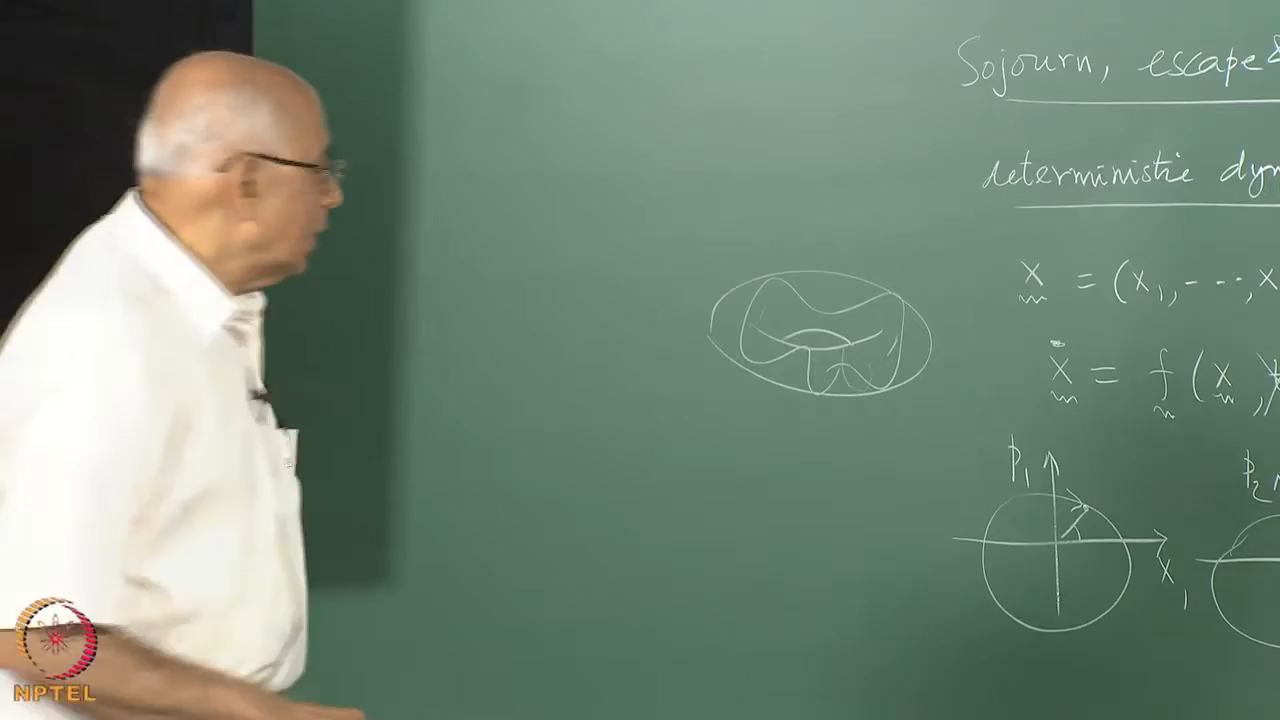 Sojourn, escape &
deterministic dyn
x = (x₁, ---, x
ẋ = f (x ,
p₁
x₁
p₂
NPTEL